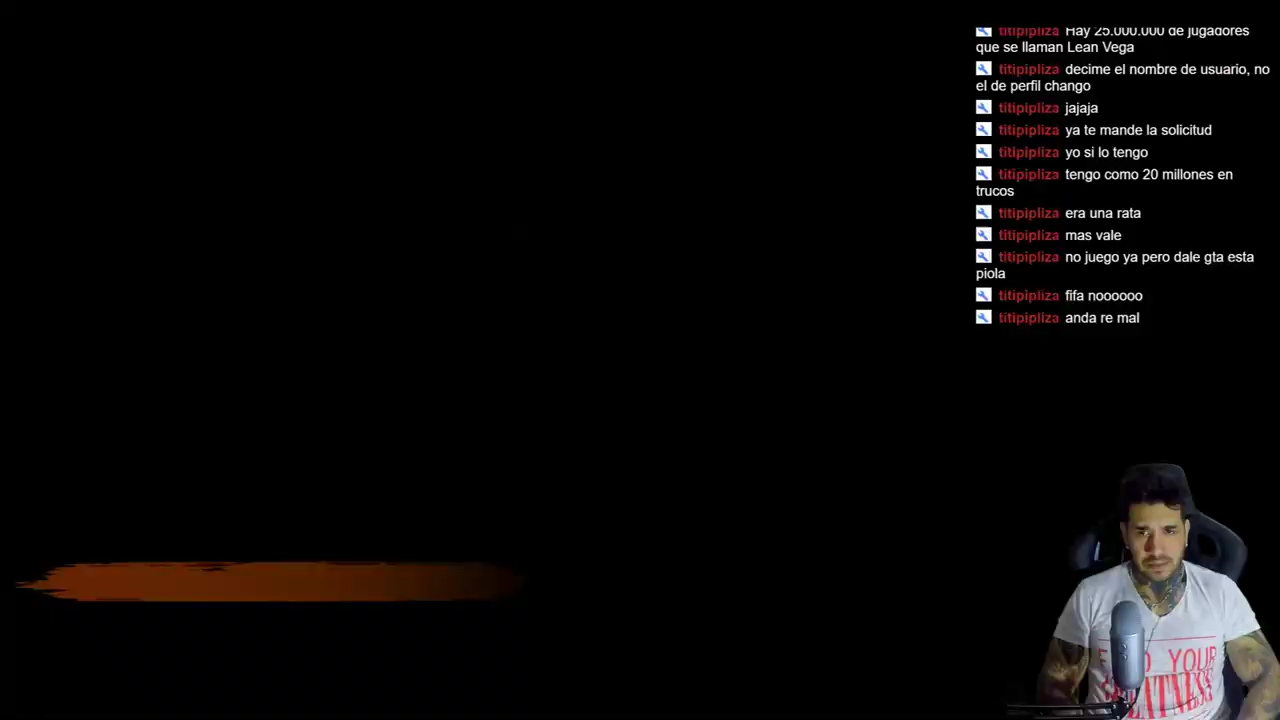 titipipliza Hay 25.000.000 de jugadores
que se llaman Lean Vega
titipipliza decime el nombre de usuario, no
el de perfil chango
titipipliza jajaja
titipipliza ya te mande la solicitud
titipipliza yo si lo tengo
titipipliza tengo como 20 millones en
trucos
titipipliza era una rata
titipipliza mas vale
titipipliza no juego ya pero dale gta esta
piola
titipipliza fifa noooooo
titipipliza anda re mal
YOUR